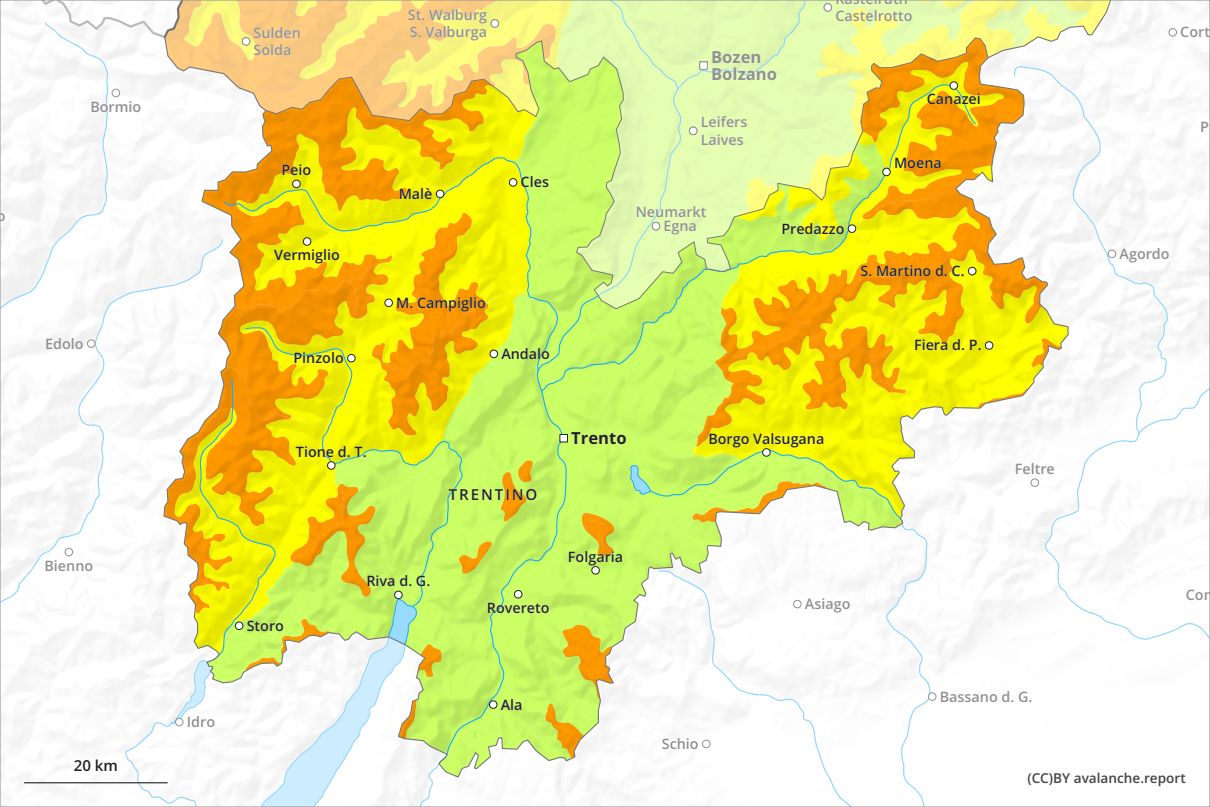 Kastelruth
Castelrotto
St. Walburg
S. Valburga
Sulden
Solda
Cort
Bozen
Bolzano
Bormio
Canazei
Leifers
Laives
Moena
Peio
Malè
Cles
Neumarkt
Egna
Predazzo
Vermiglio
Agordo
S. Martino d. C.
M. Campiglio
Edolo
Pinzolo
Andalo
Fiera d. P.
Trento
Borgo Valsugana
Tione d. T.
Feltre
TRENTINO
Bienno
Folgaria
Riva d. G.
Rovereto
Asiago
Cor
Storo
Ala
Idro
Bassano d. G.
Schio
20 km
(CC)BY avalanche.report